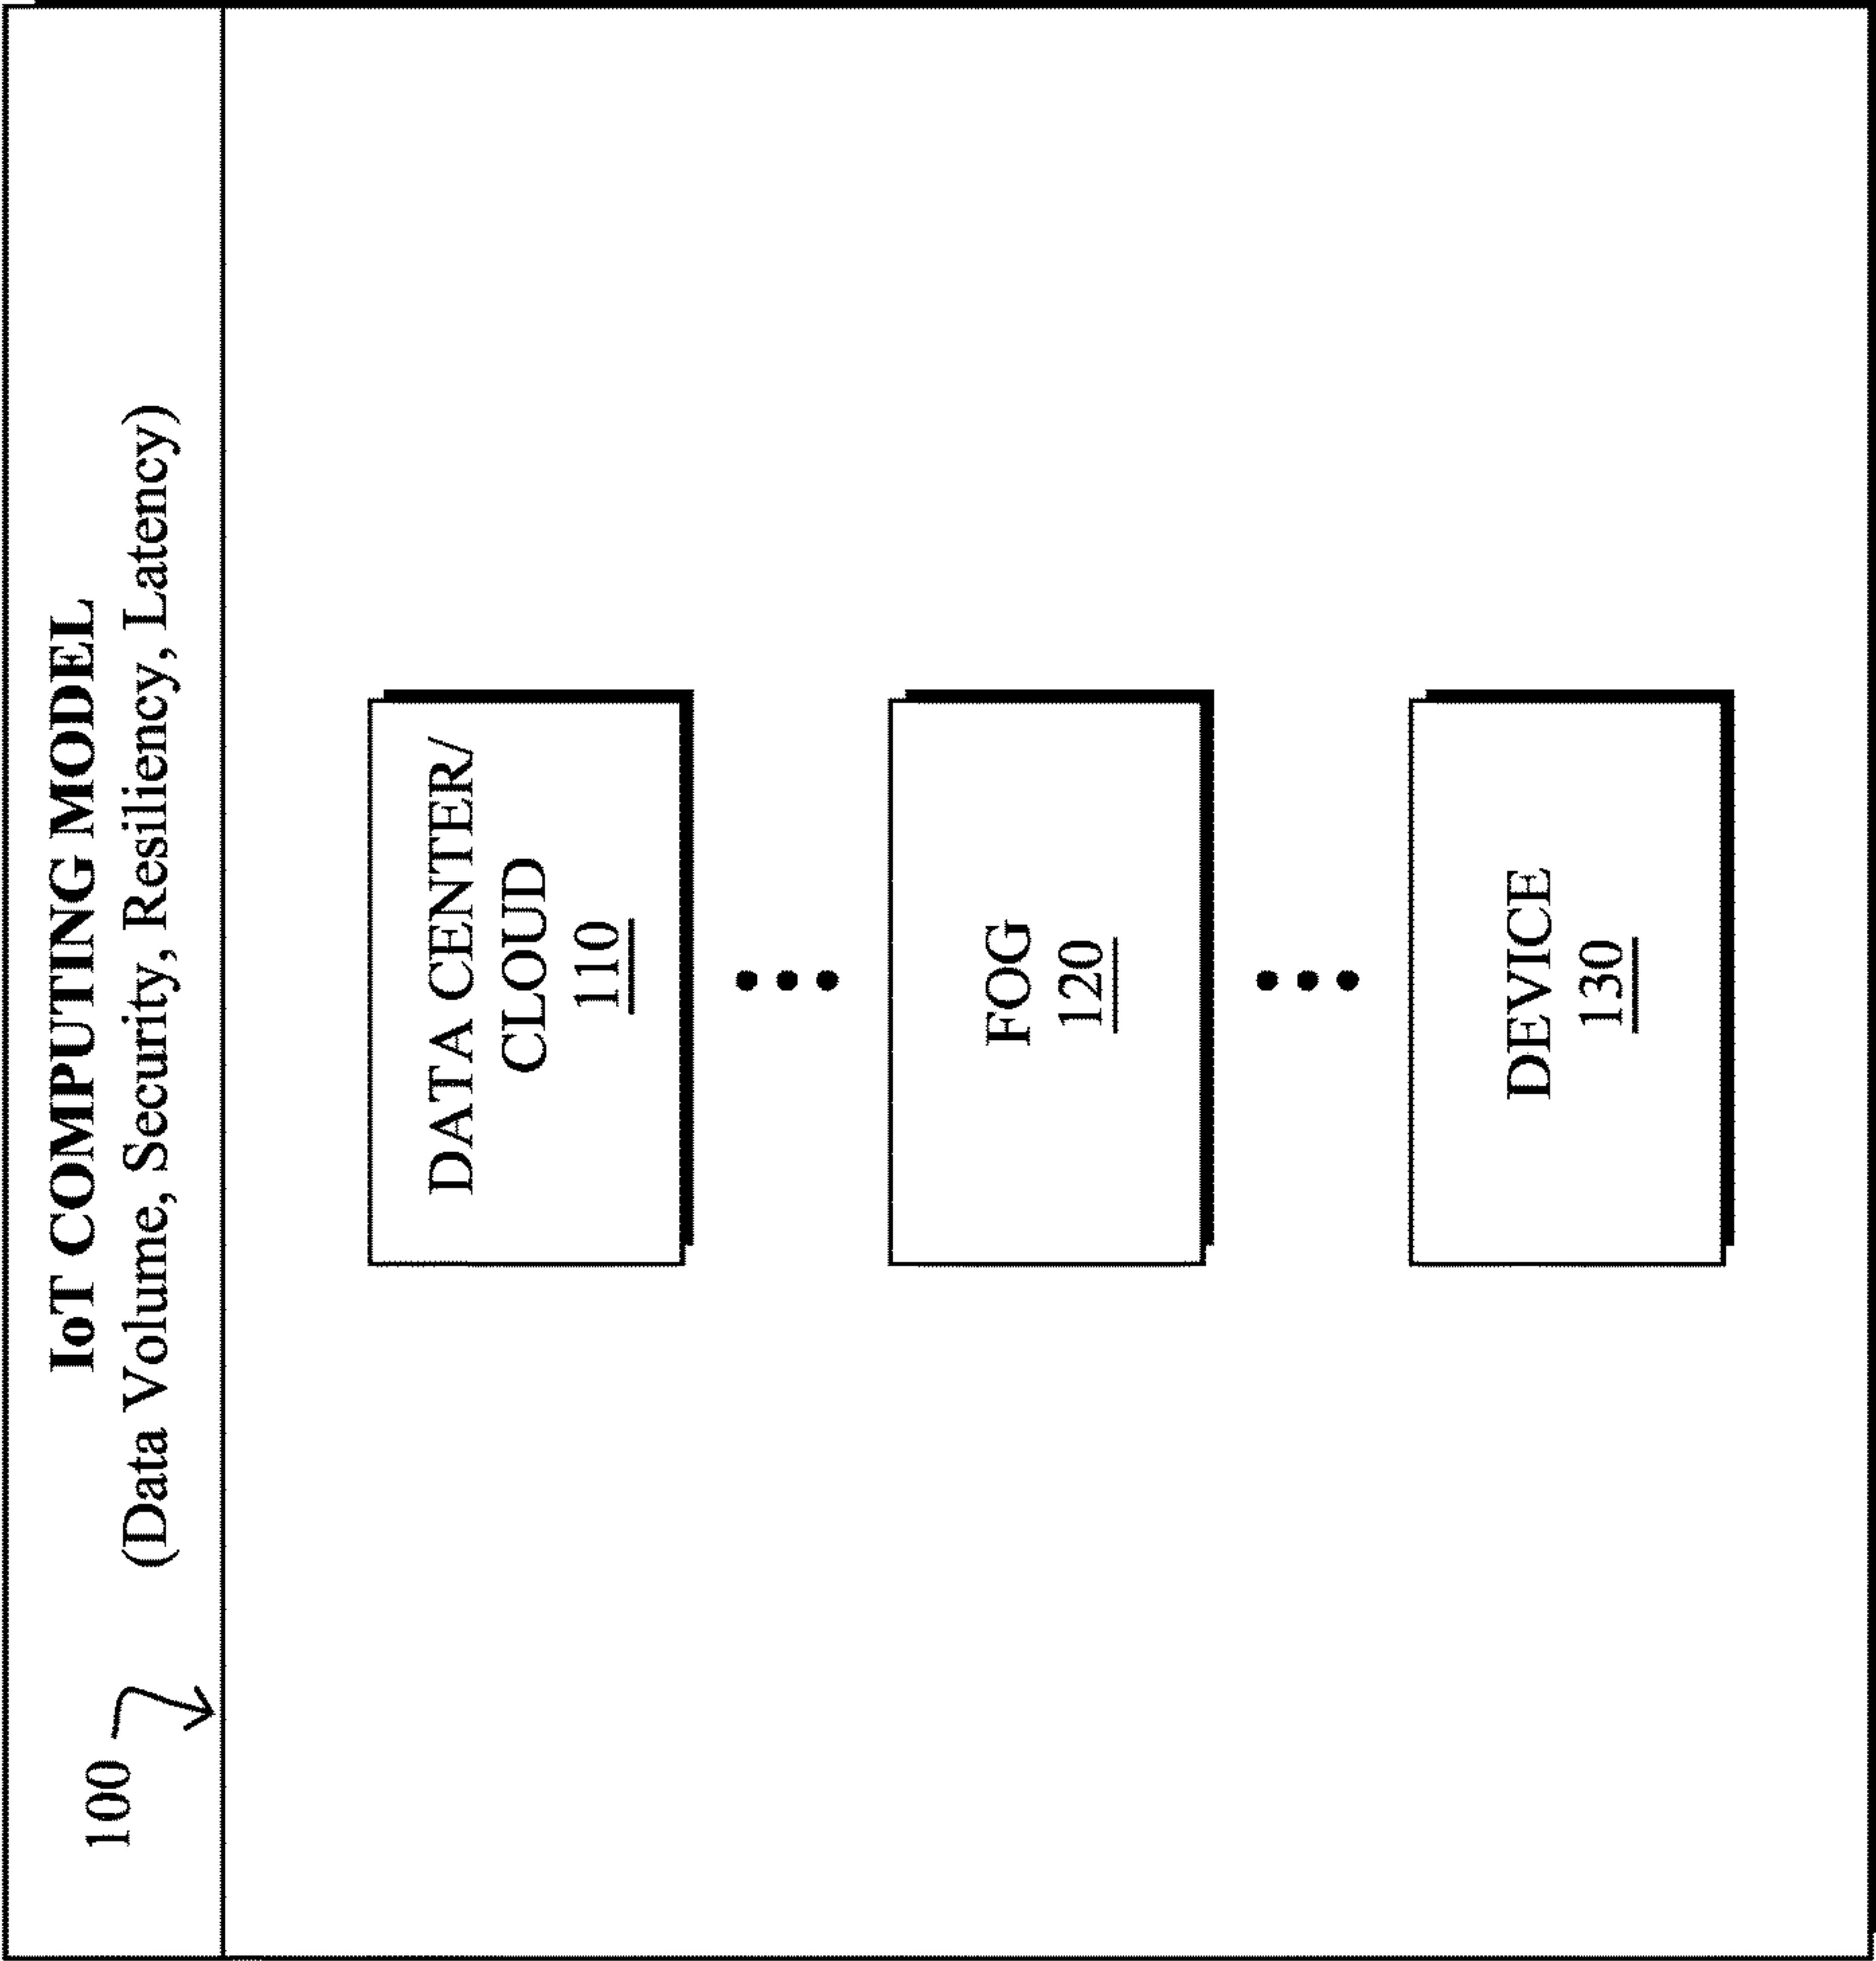 100
IoT COMPUTING MODEL
(Data Volume, Security, Resiliency, Latency)
DATA CENTER/
CLOUD
110
FOG
120
DEVICE
130